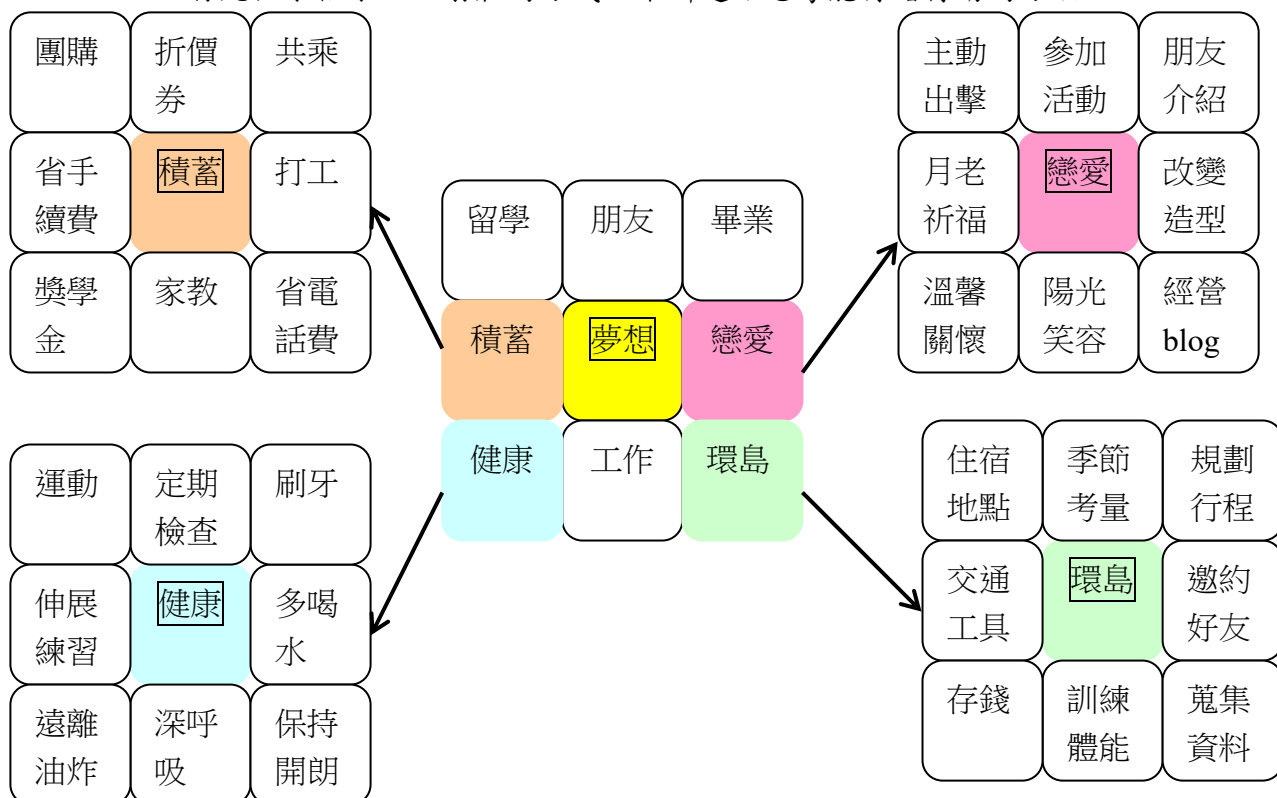 團購
折價
券
共乘
省手
續費
積蓄
打工
獎學
金
家教
省電
話費
主動
出擊
參加
活動
朋友
介紹
月老
祈福
戀愛
改變
造型
溫馨
關懷
陽光
笑容
經營
blog
留學
朋友
畢業
積蓄
夢想
戀愛
健康
工作
環島
運動
定期
檢查
刷牙
伸展
練習
健康
多喝
水
遠離
油炸
深呼
吸
保持
開朗
住宿
地點
季節
考量
規劃
行程
交通
工具
環島
邀約
好友
存錢
訓練
體能
蒐集
資料